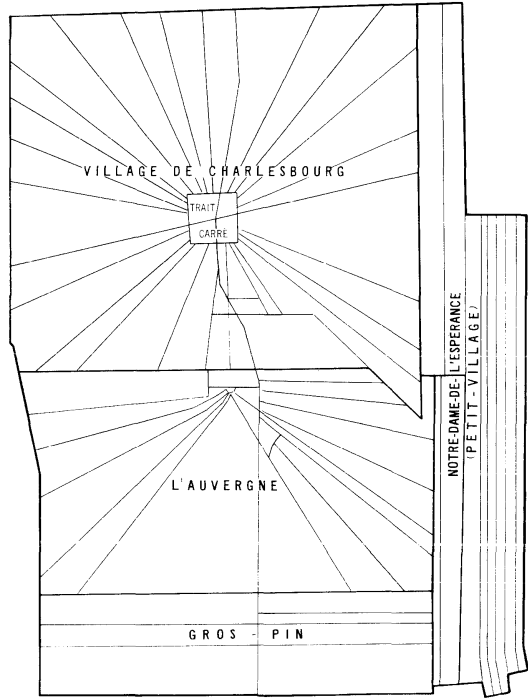 VILLAGE DE CHARLESBOURG
TRAIT
CARRÉ
NOTRE-DAME-DE-L'ESPERANCE
(PETIT-VILLAGE)
L'AUVERGNE
GROS-PIN